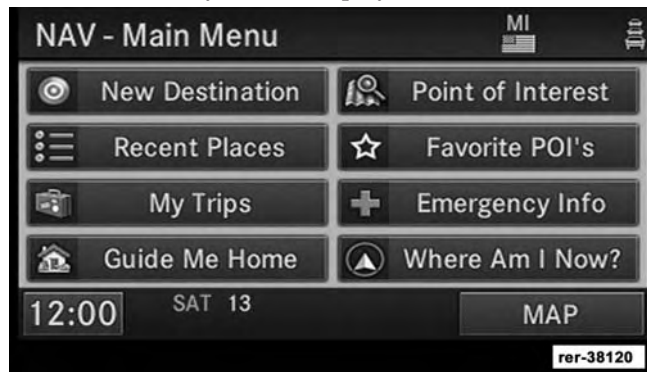 NAV - Main Menu MI
New Destination Point of Interest
Recent Places Favorite POI's
My Trips Emergency Info
Guide Me Home Where Am I Now?
12:00 SAT 13 MAP
rer-38120